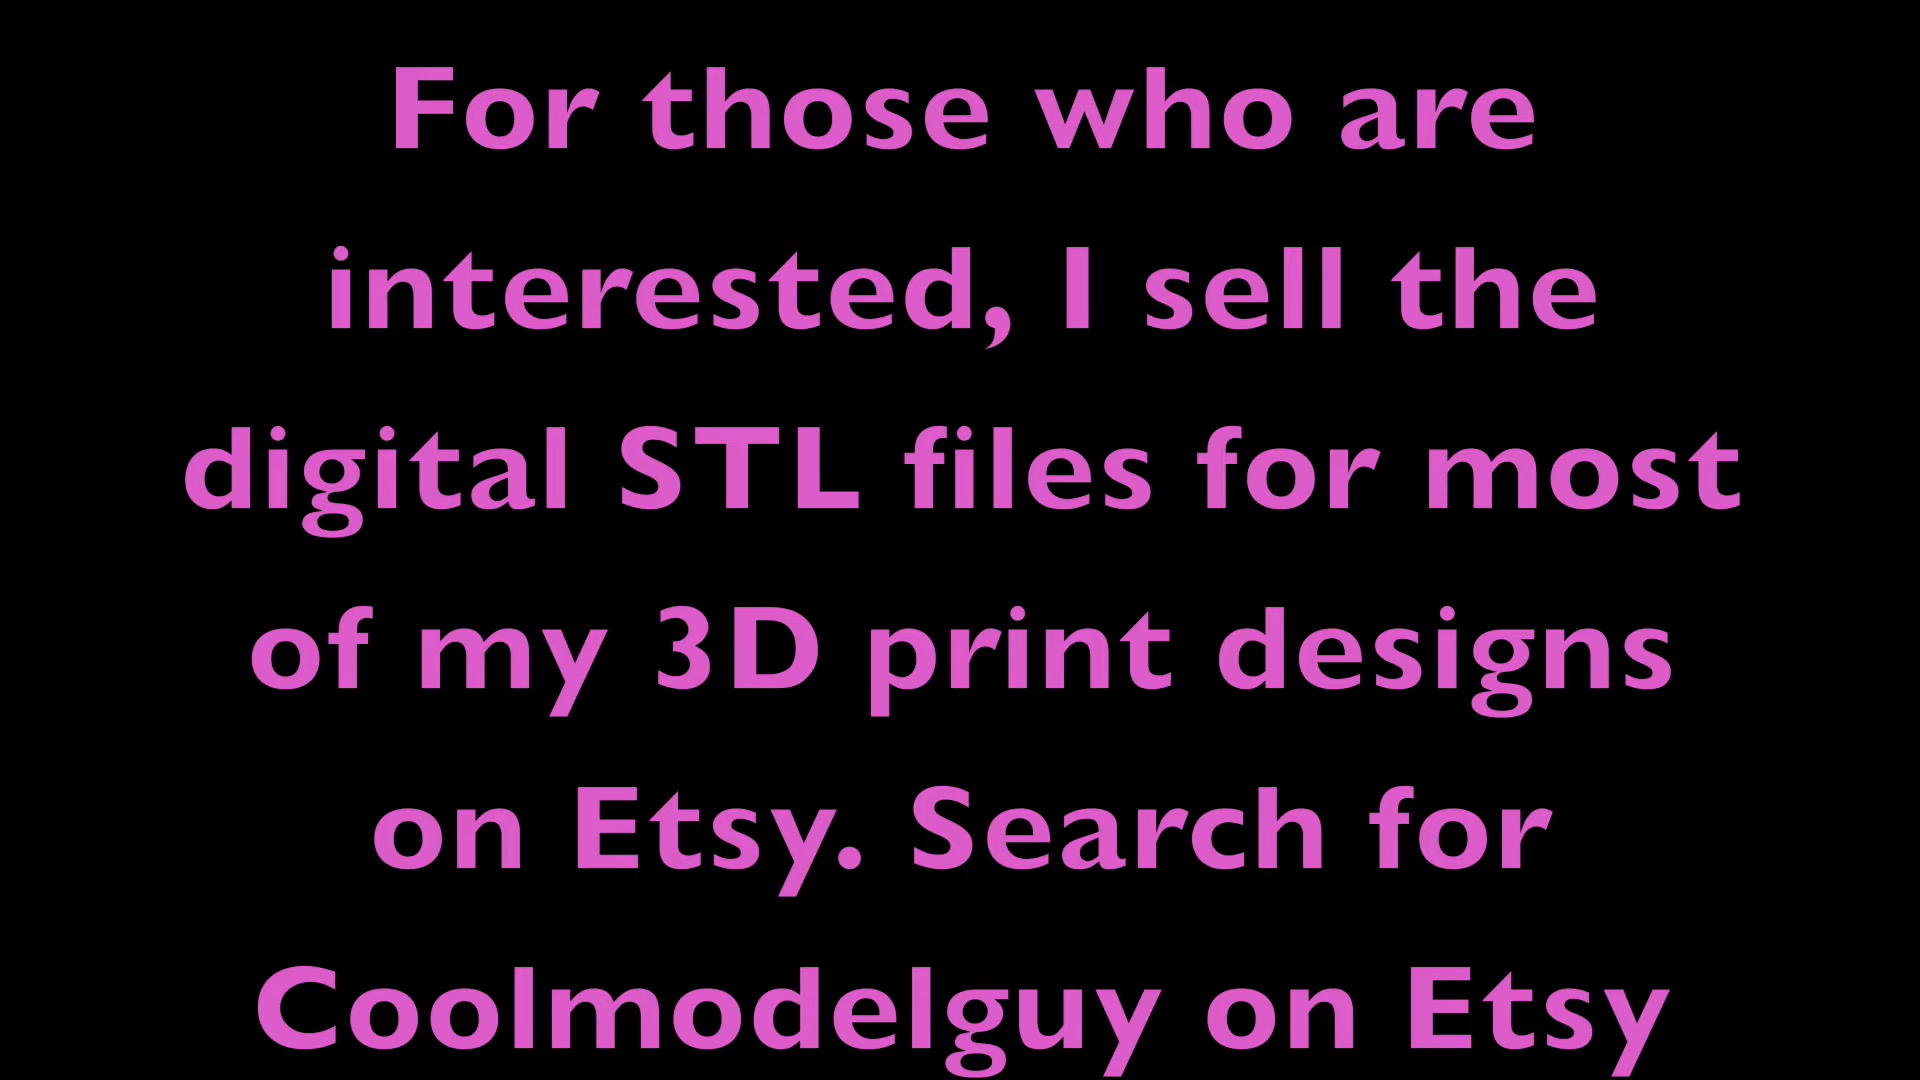 For those who are
interested, I sell the
digital STL files for most
of my 3D print designs
on Etsy. Search for
Coolmodelguy on Etsy